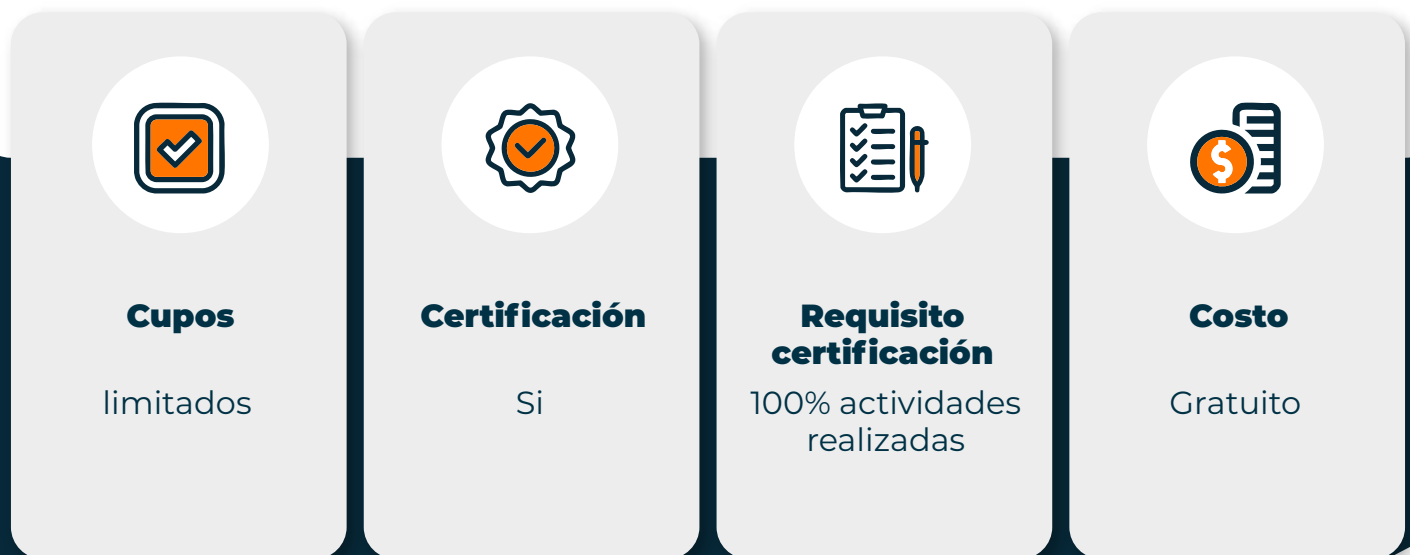 Cupos
limitados
Certificación
Si
Requisito
certificación
100% actividades
realizadas
Costo
Gratuito